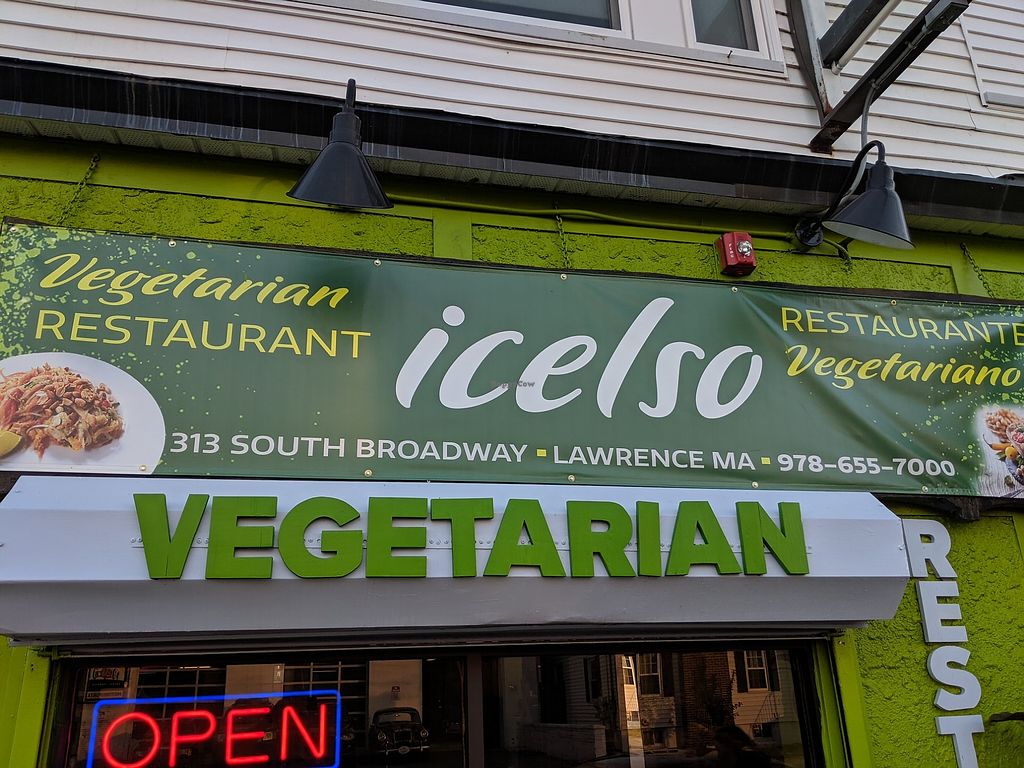 Vegetarian
RESTAURANT
icelso
RESTAURANTE
Vegetariano
313 SOUTH BROADWAY ▪ LAWRENCE MA ▪ 978-655-7000
VEGETARIAN
REST
OPEN